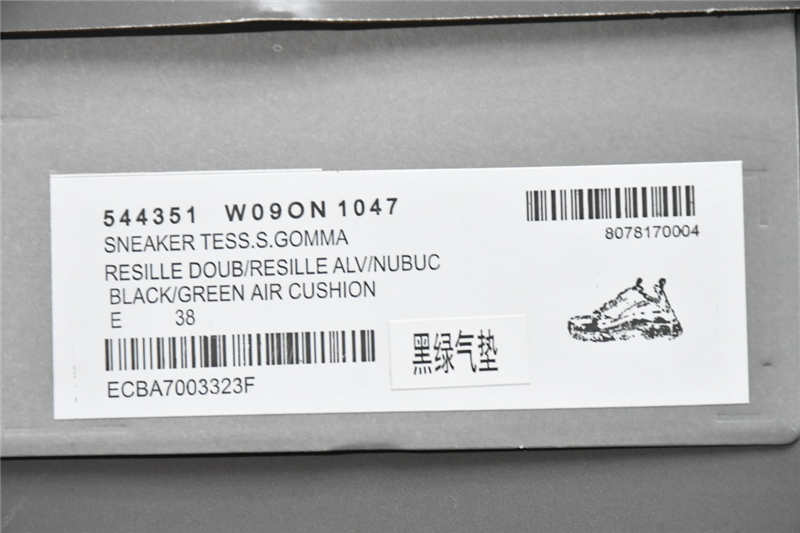 544351 W09ON 1047
SNEAKER TESS.S.GOMMA
RESILLE DOUB/RESILLE ALV/NUBUC
BLACK/GREEN AIR CUSHION
E 38
ECBA7003323F
8078170004
黑绿气垫